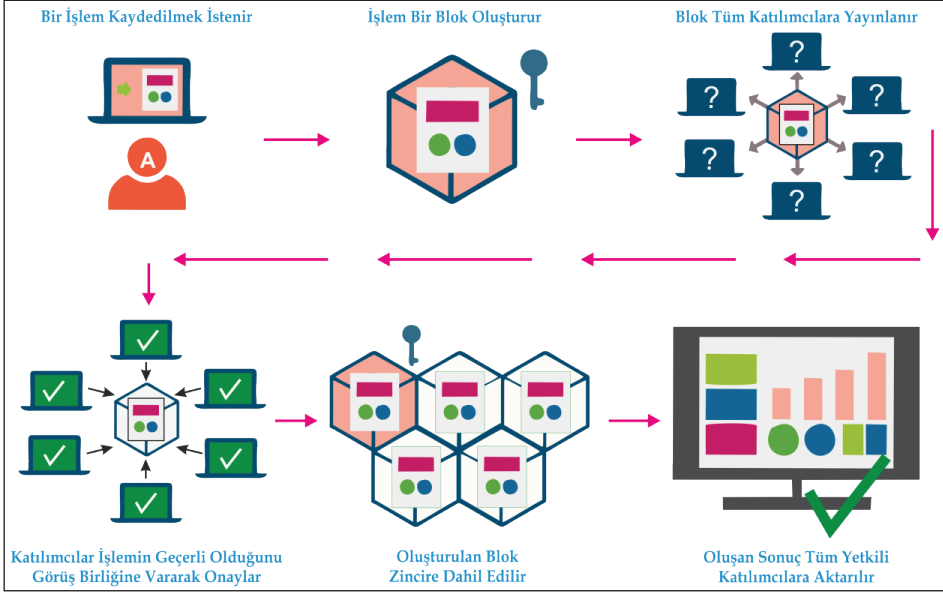 Bir İşlem Kaydedilmek İstenir
İşlem Bir Blok Oluşturur
Blok Tüm Katılımcılara Yayınlanır
A
?
?
?
?
?
?
Katılımcılar İşlemin Geçerli Olduğunu
Görüş Birliğine Vararak Onaylar
Oluşturulan Blok
Zincire Dahil Edilir
Oluşan Sonuç Tüm Yetkili
Katılımcılara Aktarılır